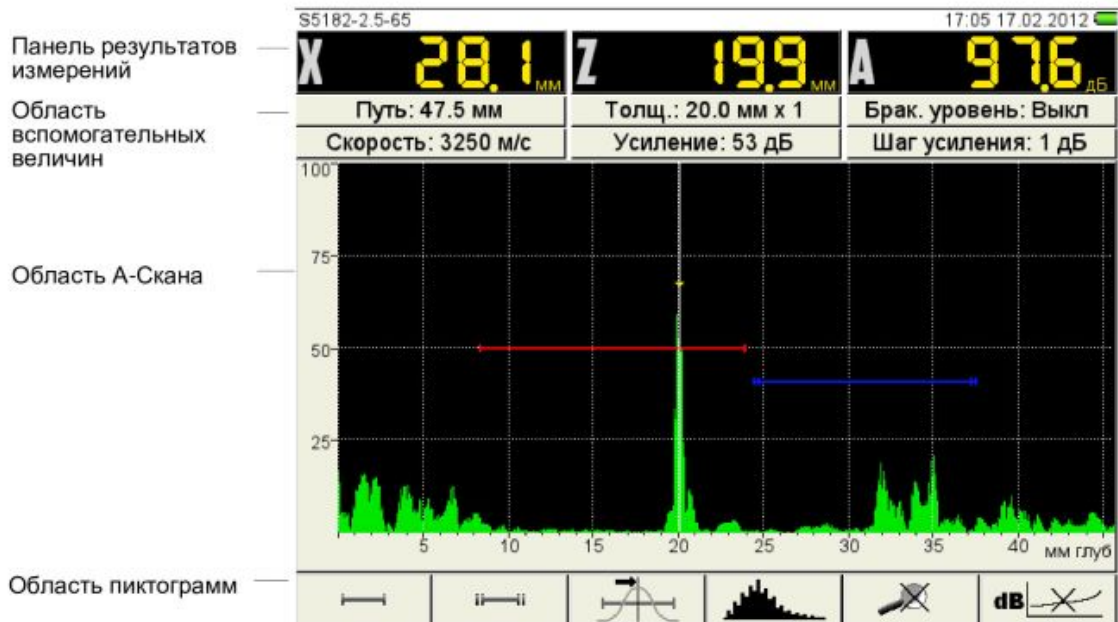 S5182-2.5-65
17:05 17.02.2012
Панель результатов
измерений
X 28.1 мм
Z 19.9 мм
A 97.6 дБ
Область
вспомогательных
величин
Путь: 47.5 мм
Толщ.: 20.0 мм x 1
Брак. уровень: Выкл
Скорость: 3250 м/с
Усиление: 53 дБ
Шаг усиления: 1 дБ
Область А-Скана
100
75
50
25
5 10 15 20 25 30 35 40 мм глуб
Область пиктограмм
dB